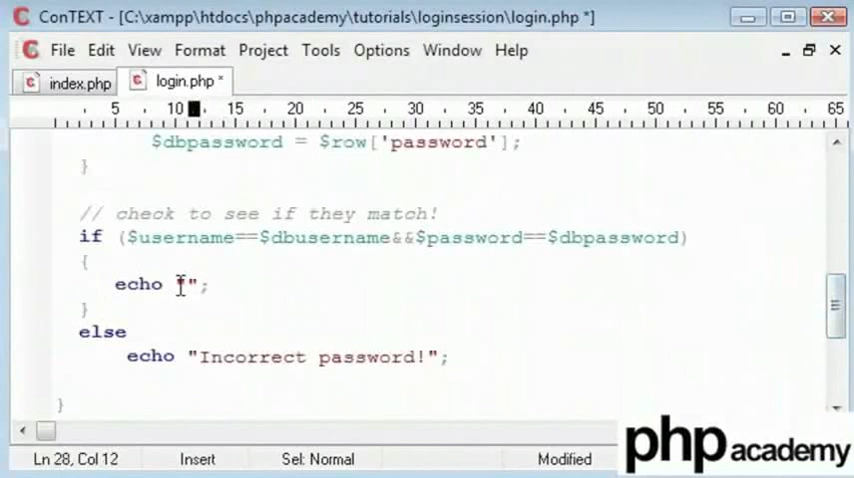 ConTEXT - [C:\xampp\htdocs\phpacademy\tutorials\loginsession\login.php *]
File Edit View Format Project Tools Options Window Help
index.php login.php *
5 10 15 20 25 30 35 40 45 50 55 60 65
$dbpassword = $row['password'];
}
// check to see if they match!
if ($username==$dbusername&&$password==$dbpassword)
{
echo "";
}
else
echo "Incorrect password!";
}
Ln 28, Col 12 Insert Sel: Normal Modified
php academy